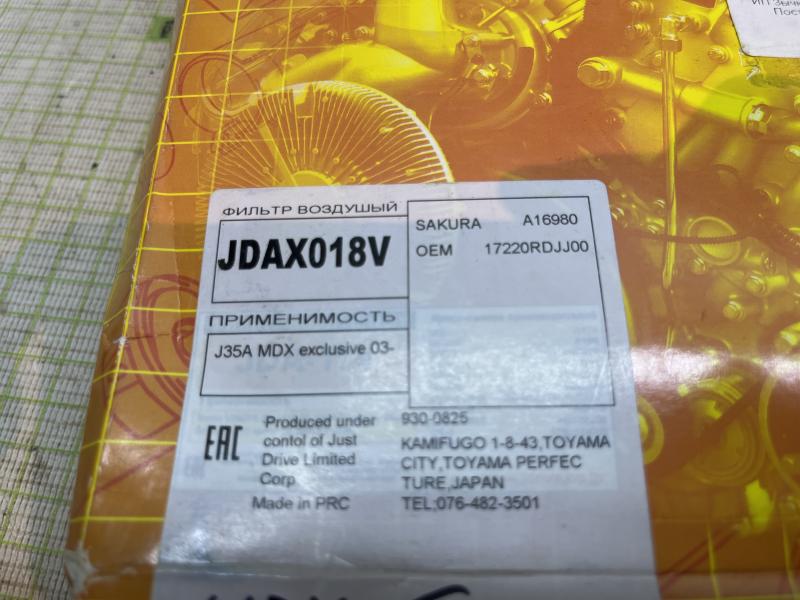 ФИЛЬТР ВОЗДУШЫЙ
JDAX018V
SAKURA A16980
OEM 17220RDJJ00
ПРИМЕНИМОСТЬ
J35A MDX exclusive 03-
EAC
Produced under
contol of Just
Drive Limited
Corp
Made in PRC
930-0825
KAMIFUGO 1-8-43,TOYAMA
CITY,TOYAMA PERFEC
TURE,JAPAN
TEL:076-482-3501